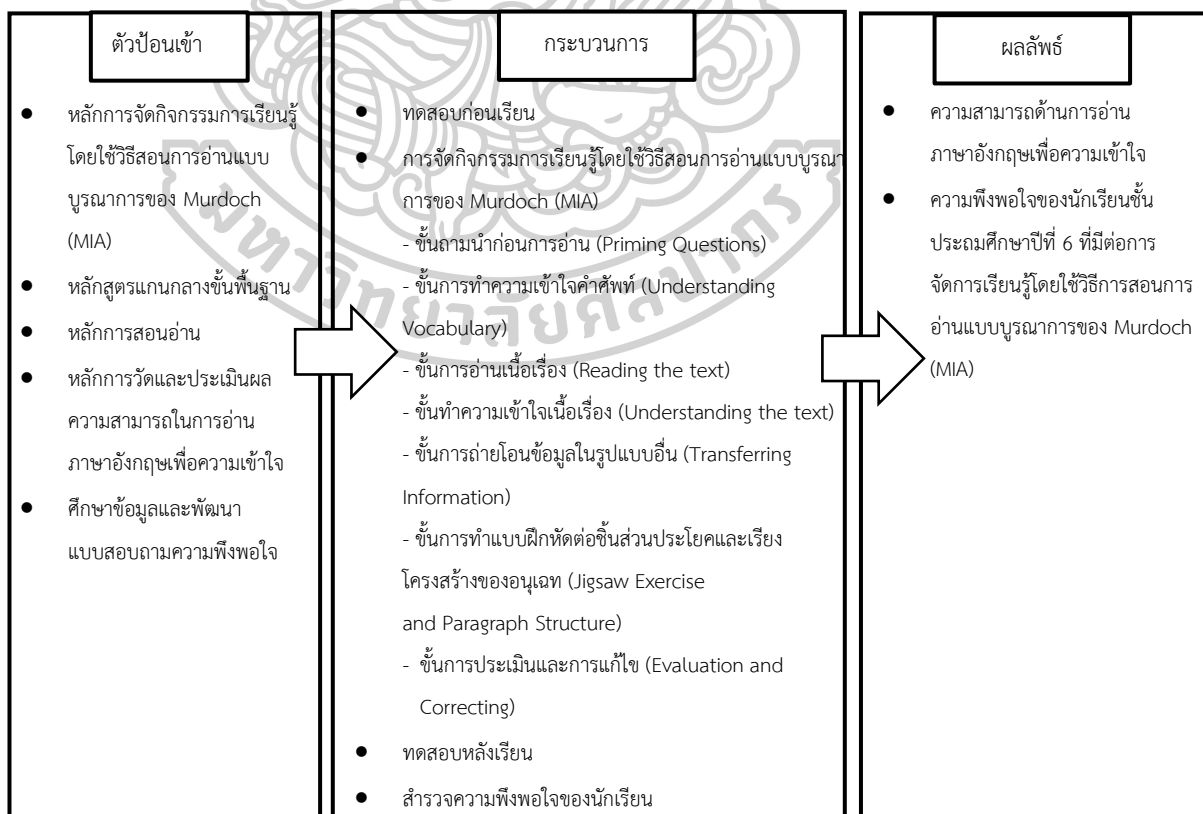 ตัวป้อนเข้า
หลักการจัดกิจกรรมการเรียนรู้
โดยใช้วิธีสอนการอ่านแบบ
บูรณาการของ Murdoch
(MIA)
หลักสูตรแกนกลางขั้นพื้นฐาน
หลักการสอนอ่าน
หลักการวัดและประเมินผล
ความสามารถในการอ่าน
ภาษาอังกฤษเพื่อความเข้าใจ
ศึกษาข้อมูลและพัฒนา
แบบสอบถามความพึงพอใจ
กระบวนการ
ทดสอบก่อนเรียน
การจัดกิจกรรมการเรียนรู้โดยใช้วิธีสอนการอ่านแบบบูรณา
การของ Murdoch (MIA)
- ขั้นถามนำก่อนการอ่าน (Priming Questions)
- ขั้นการทำความเข้าใจคำศัพท์ (Understanding
Vocabulary)
- ขั้นการอ่านเนื้อเรื่อง (Reading the text)
- ขั้นทำความเข้าใจเนื้อเรื่อง (Understanding the text)
- ขั้นการถ่ายโอนข้อมูลในรูปแบบอื่น (Transferring
Information)
- ขั้นการทำแบบฝึกหัดต่อชิ้นส่วนประโยคและเรียง
โครงสร้างของอนุเฉท (Jigsaw Exercise
and Paragraph Structure)
- ขั้นการประเมินและการแก้ไข (Evaluation and
Correcting)
ทดสอบหลังเรียน
สำรวจความพึงพอใจของนักเรียน
ผลลัพธ์
ความสามารถด้านการอ่าน
ภาษาอังกฤษเพื่อความเข้าใจ
ความพึงพอใจของนักเรียนชั้น
ประถมศึกษาปีที่ 6 ที่มีต่อการ
จัดการเรียนรู้โดยใช้วิธีการสอนการ
อ่านแบบบูรณาการของ Murdoch
(MIA)
มหาวิทยาลัยศิลปากร